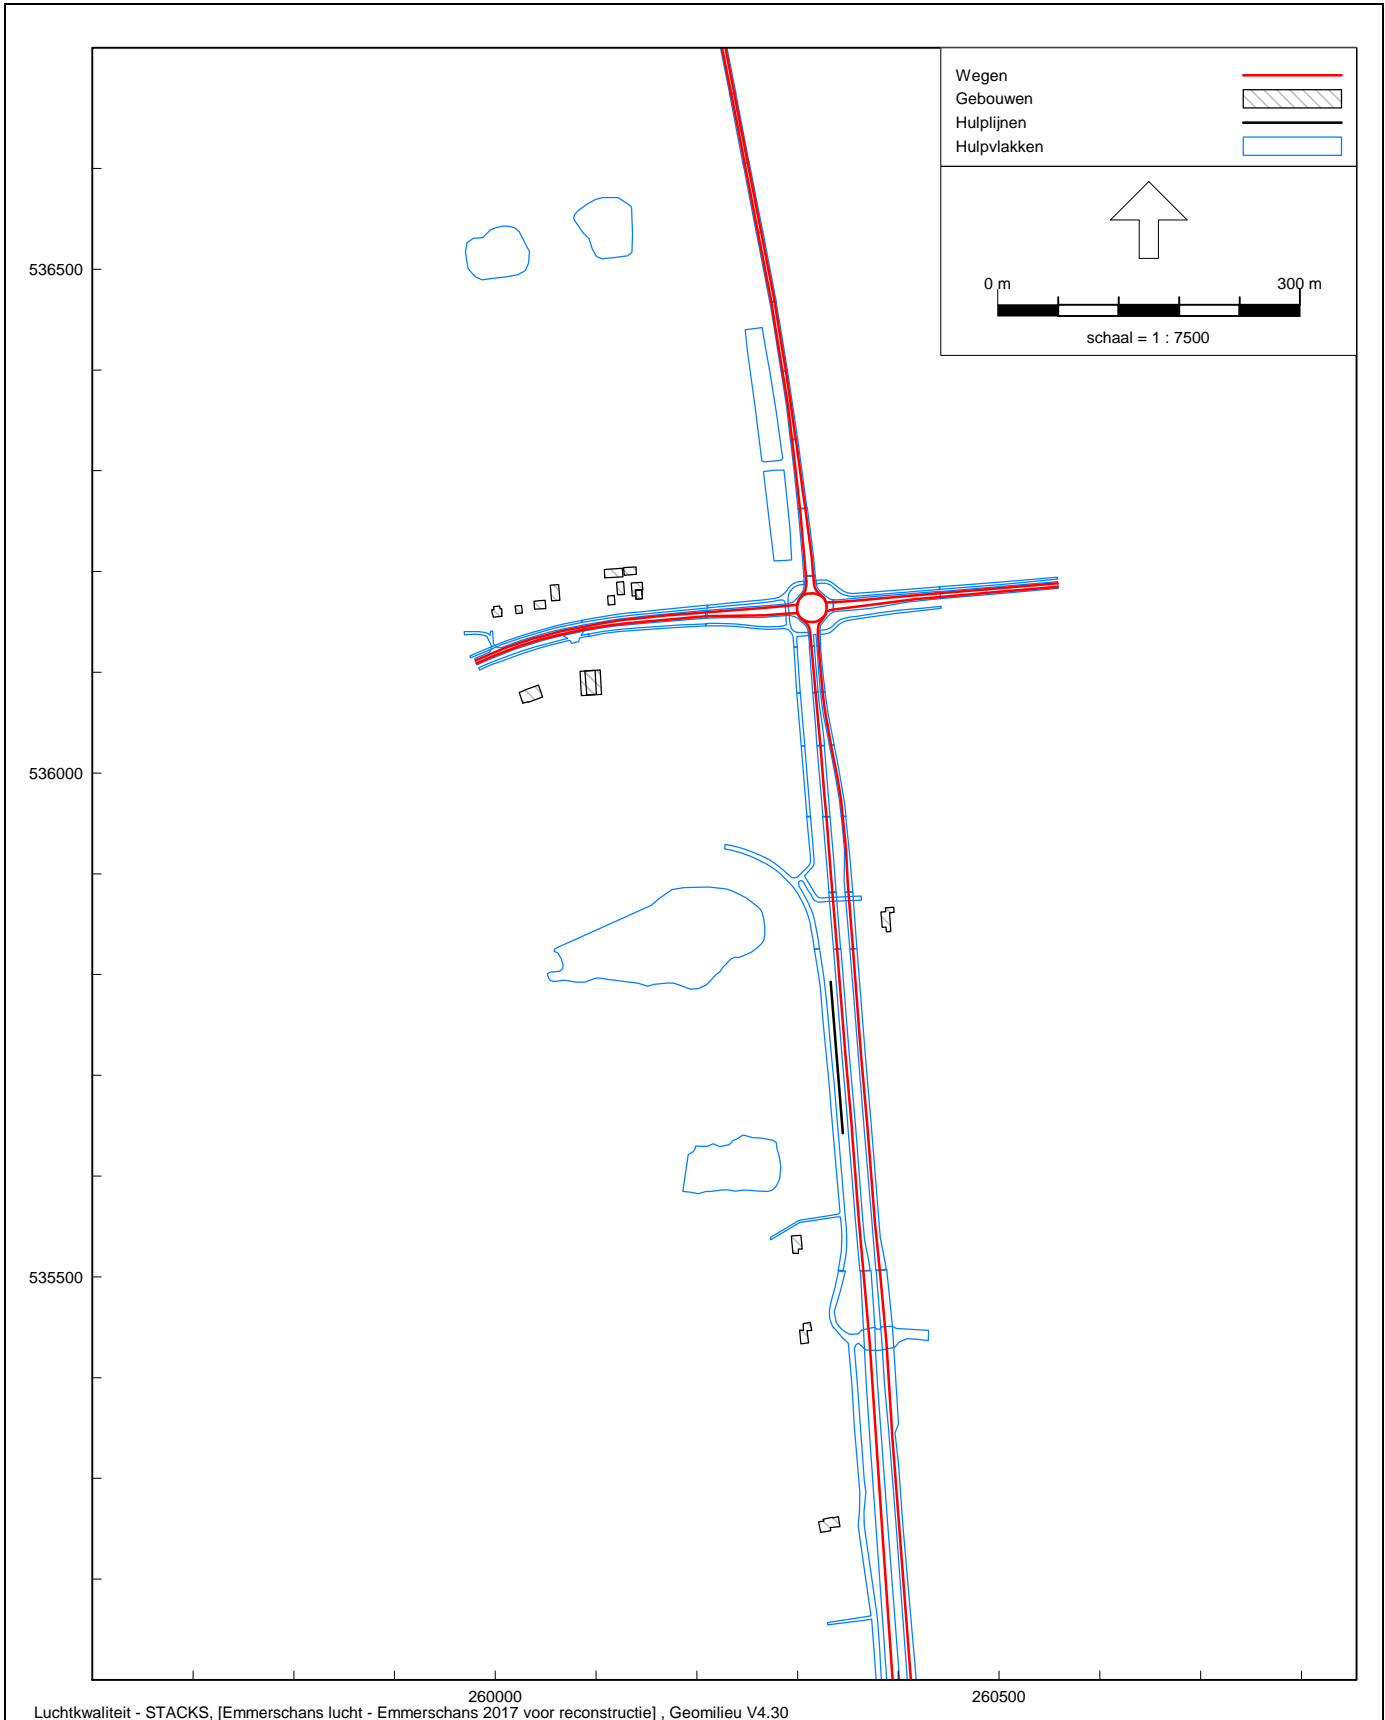 Wegen
Gebouwen
Hulplijnen
Hulpvlakken
0 m 300 m
schaal = 1 : 7500
536500
536000
535500
260000 260500
Luchtkwaliteit - STACKS, [Emmerschans lucht - Emmerschans 2017 voor reconstructie] , Geomilieu V4.30